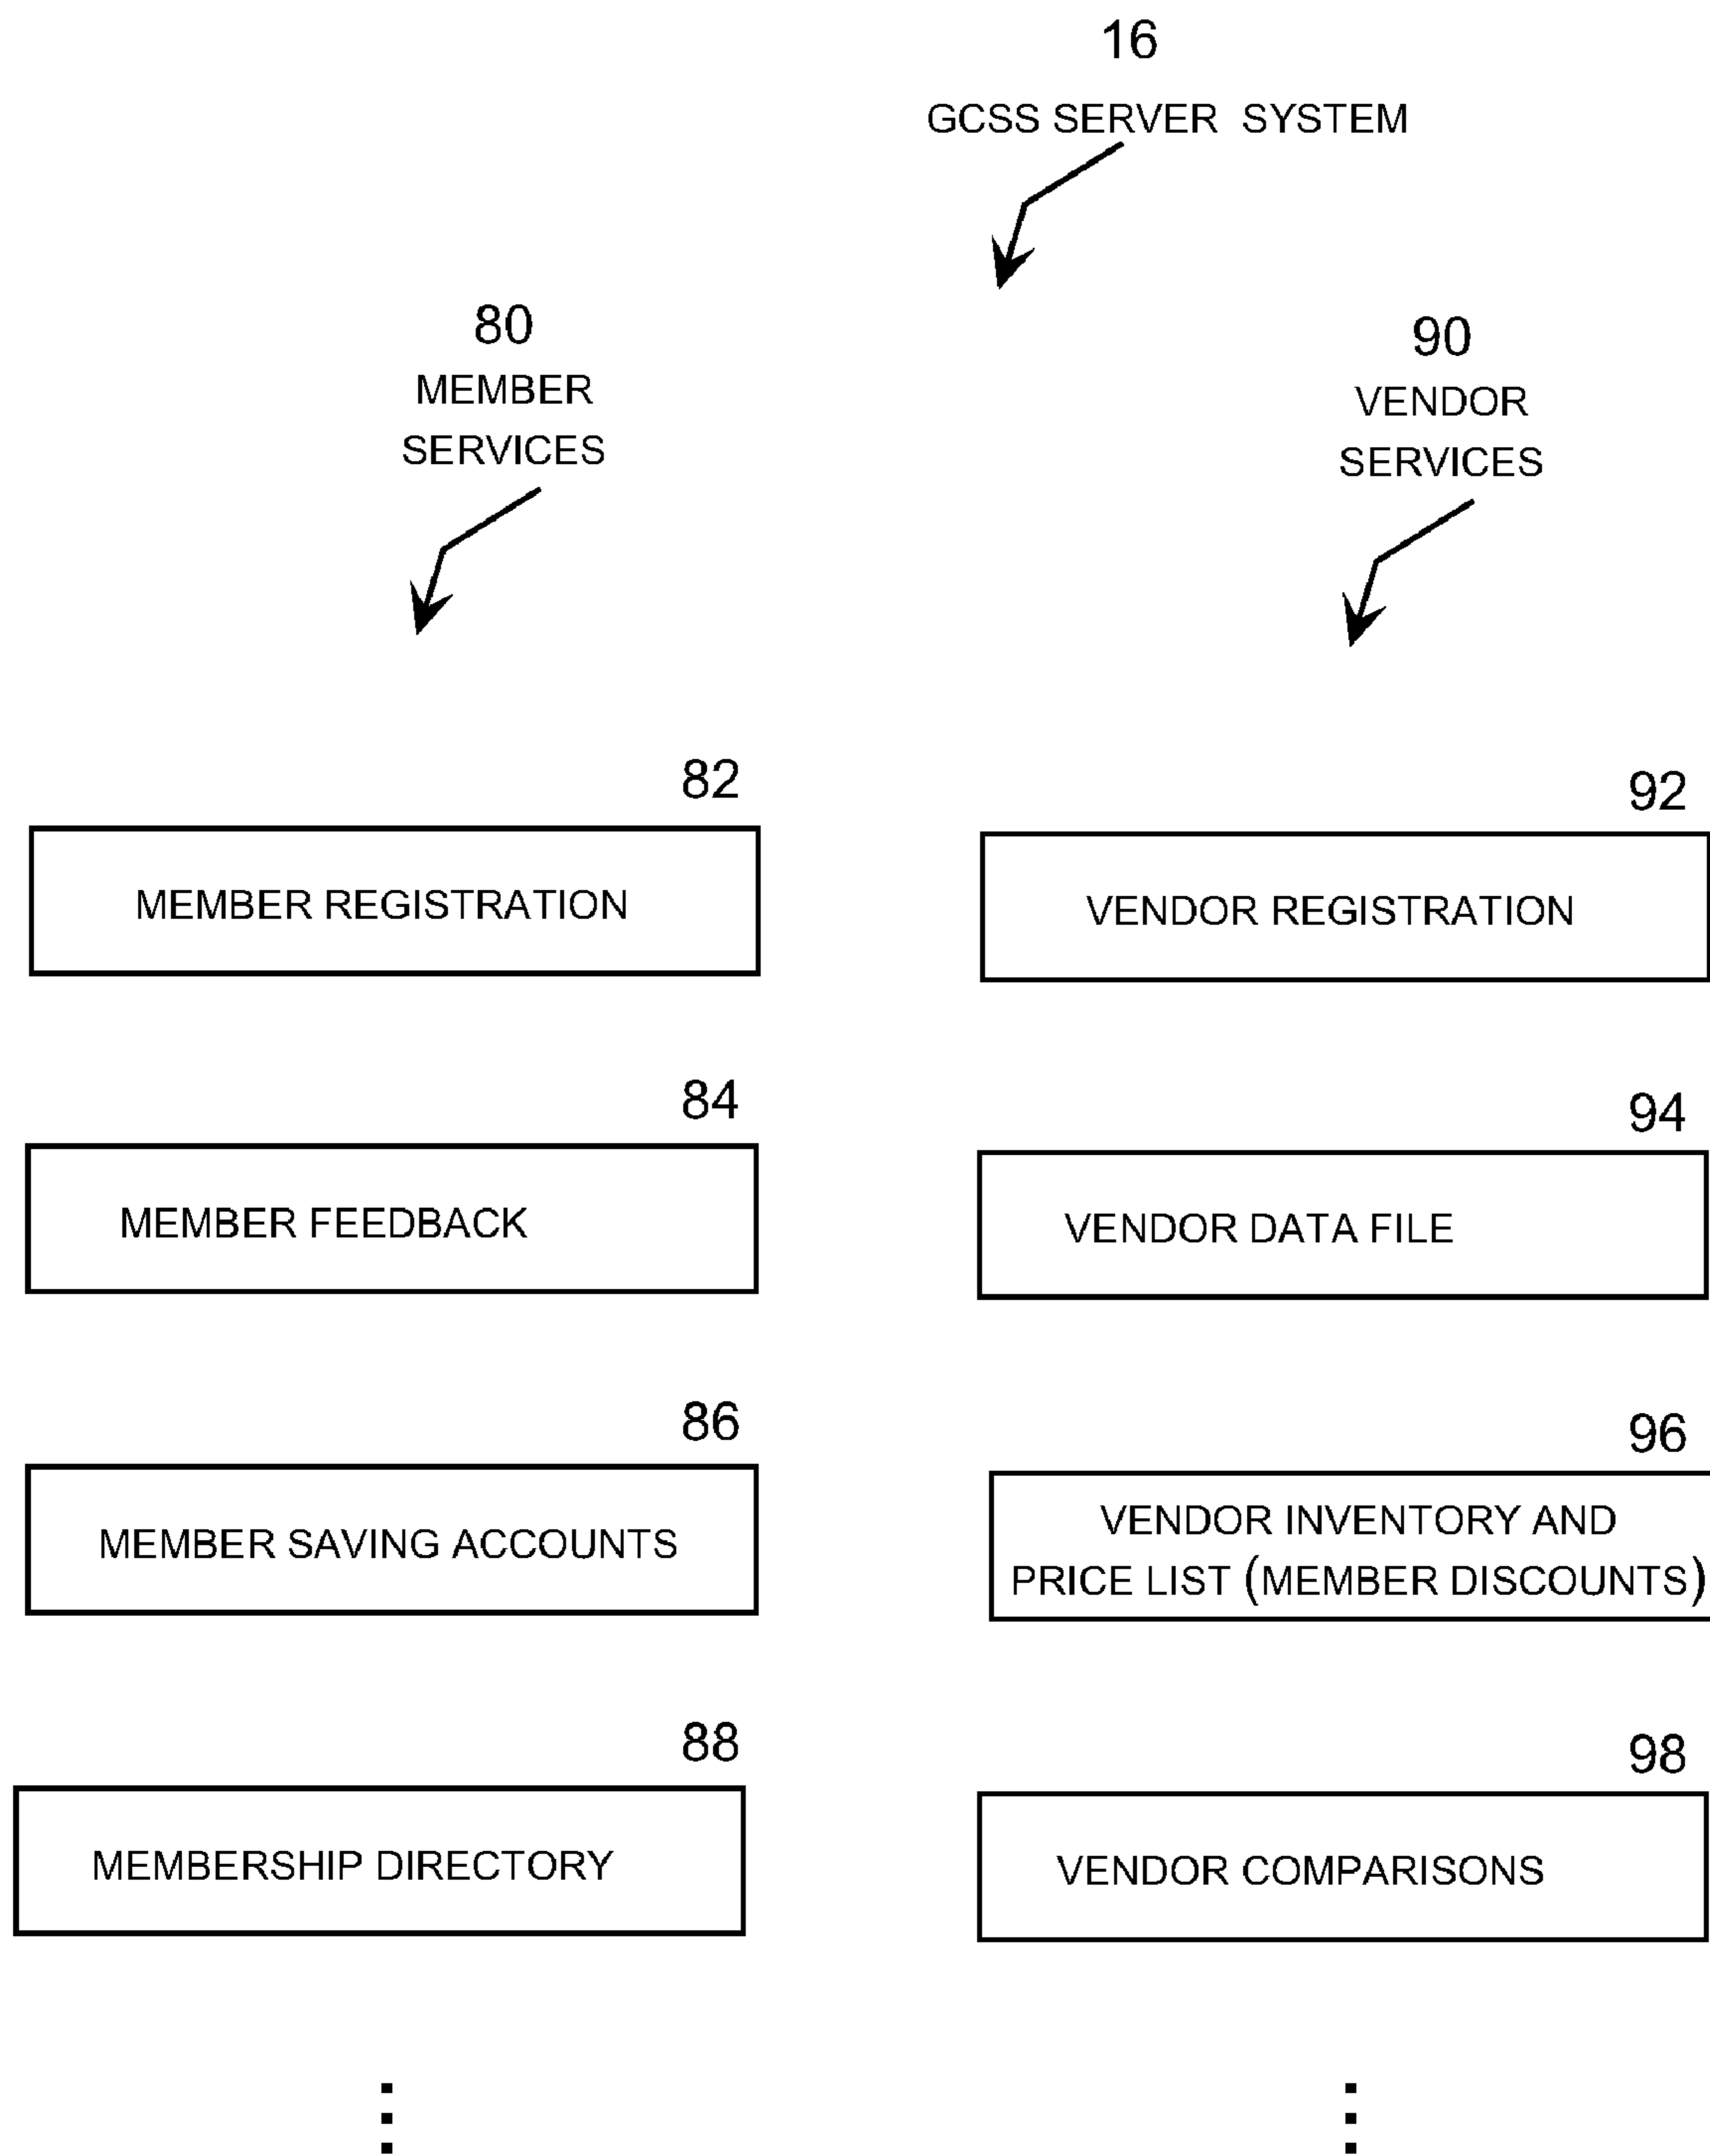 16
GCSS SERVER SYSTEM
80
MEMBER
SERVICES
90
VENDOR
SERVICES
82
MEMBER REGISTRATION
92
VENDOR REGISTRATION
84
MEMBER FEEDBACK
94
VENDOR DATA FILE
86
MEMBER SAVING ACCOUNTS
96
VENDOR INVENTORY AND
PRICE LIST (MEMBER DISCOUNTS)
88
MEMBERSHIP DIRECTORY
98
VENDOR COMPARISONS